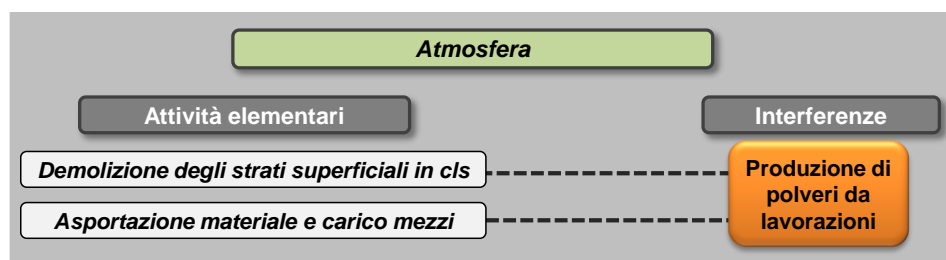 Atmosfera
Attività elementari
Interferenze
Demolizione degli strati superficiali in cls
Asportazione materiale e carico mezzi
Produzione di
polveri da
lavorazioni